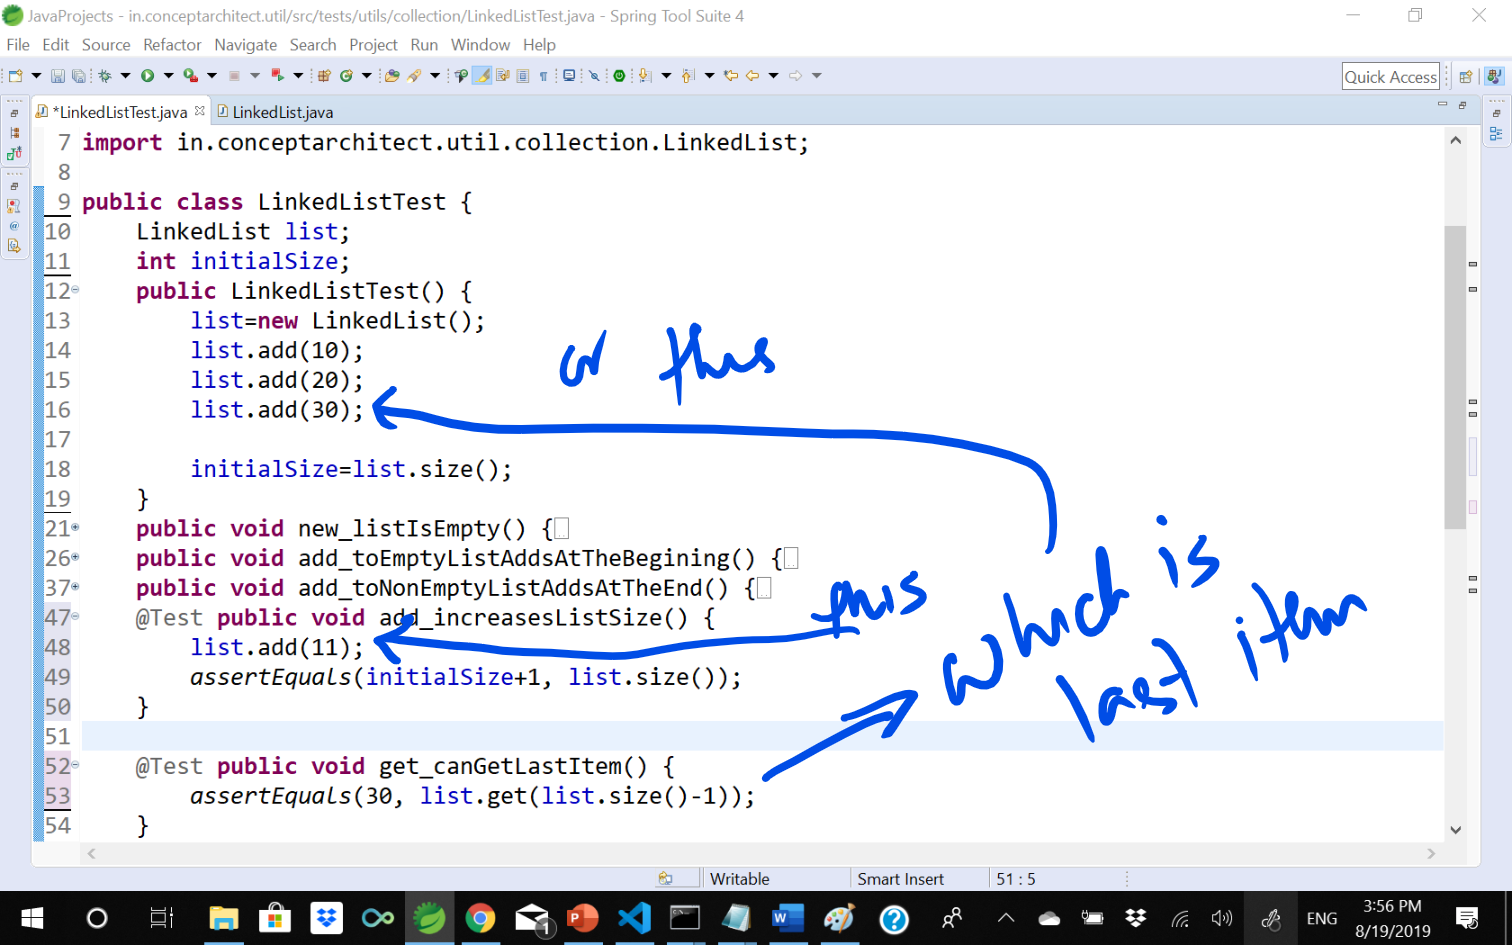 JavaProjects - in.conceptarchitect.util/src/tests/utils/collection/LinkedListTest.java - Spring Tool Suite 4
File Edit Source Refactor Navigate Search Project Run Window Help
Quick Access
*LinkedListTest.java LinkedList.java
7 import in.conceptarchitect.util.collection.LinkedList;
8
9 public class LinkedListTest {
10 LinkedList list;
11 int initialSize;
12 public LinkedListTest() {
13 list=new LinkedList();
14 list.add(10);
15 list.add(20);
16 list.add(30);
17
18 initialSize=list.size();
19 }
21 public void new_listIsEmpty() {
26 public void add_toEmptyListAddsAtTheBegining() {
37 public void add_toNonEmptyListAddsAtTheEnd() {
47 @Test public void add_increasesListSize() {
48 list.add(11);
49 assertEquals(initialSize+1, list.size());
50 }
51
52 @Test public void get_canGetLastItem() {
53 assertEquals(30, list.get(list.size()-1));
54 }
or this
this
which is
last item
Writable Smart Insert 51 : 5
1
ENG
3:56 PM
8/19/2019